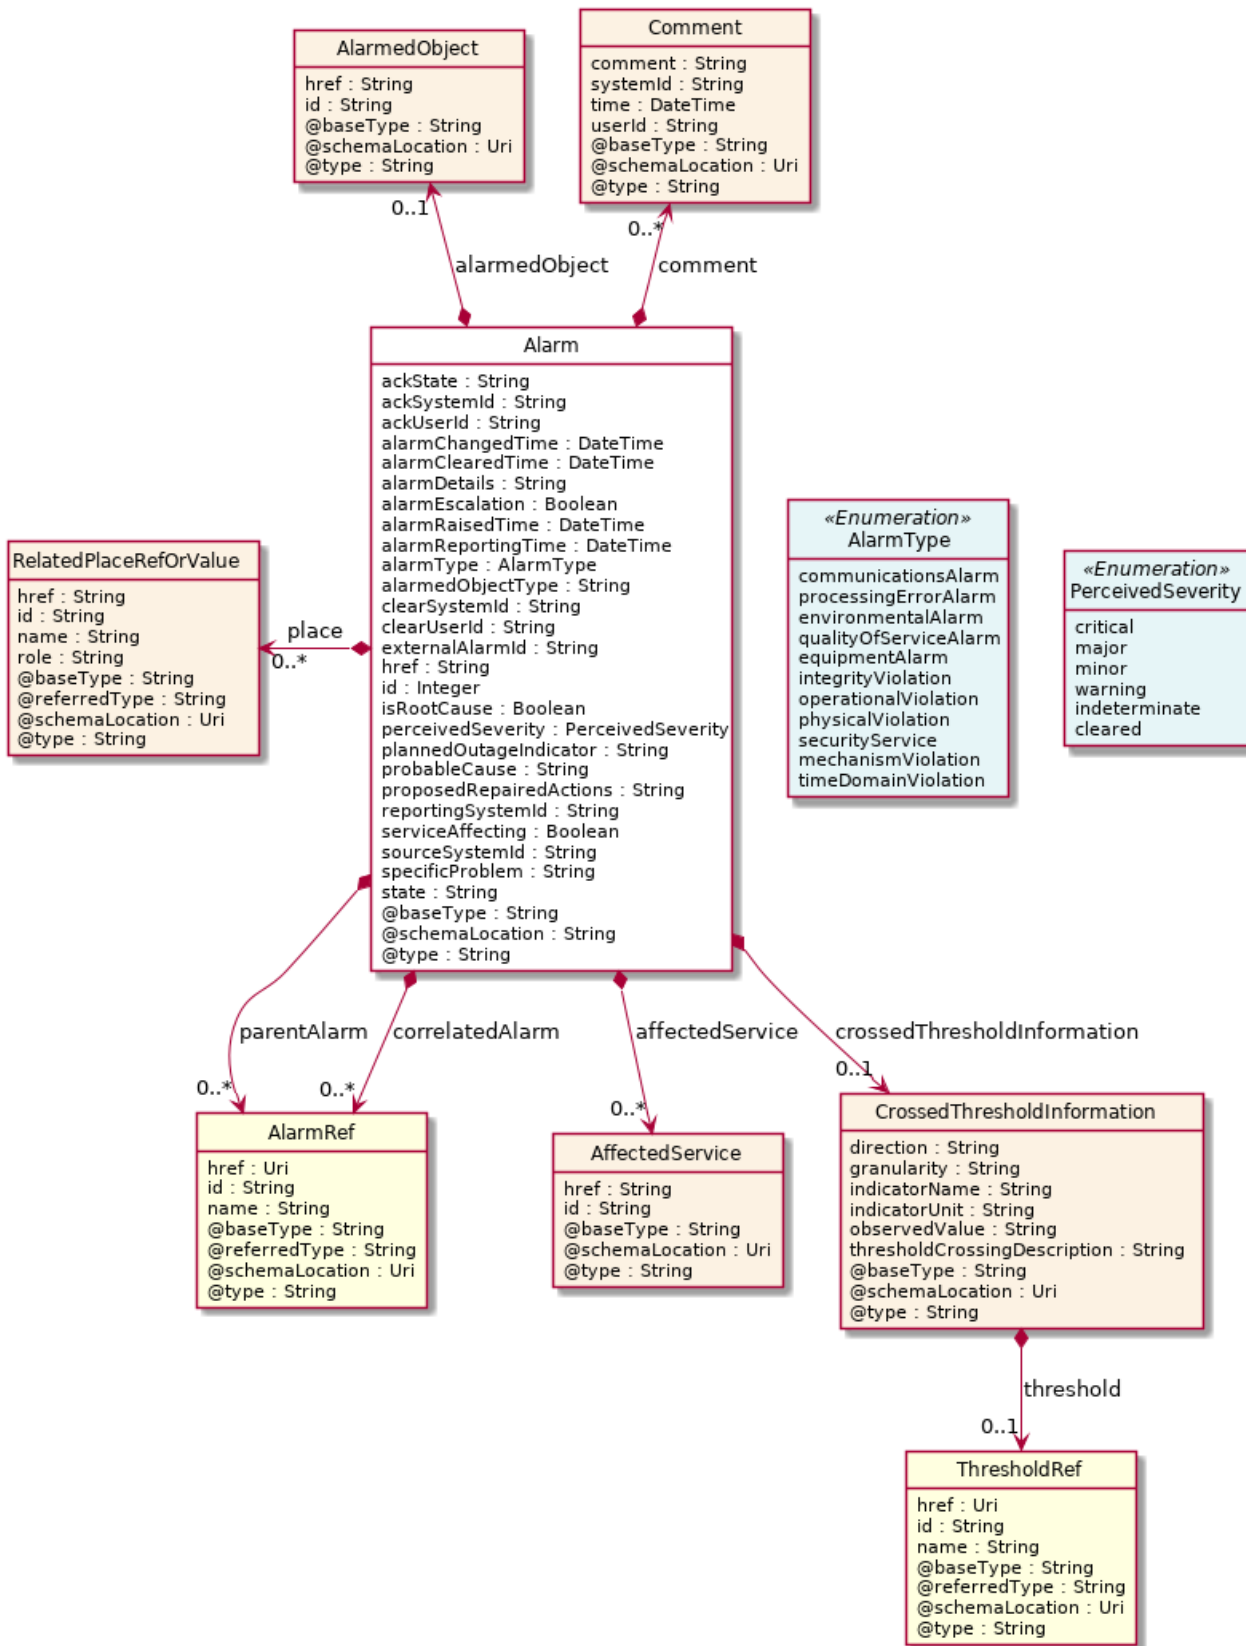 AlarmedObject
href : String
id : String
@baseType : String
@schemaLocation : Uri
@type : String
Comment
comment : String
systemId : String
time : DateTime
userId : String
@baseType : String
@schemaLocation : Uri
@type : String
0..1
0..*
alarmedObject
comment
Alarm
ackState : String
ackSystemId : String
ackUserId : String
alarmChangedTime : DateTime
alarmClearedTime : DateTime
alarmDetails : String
alarmEscalation : Boolean
alarmRaisedTime : DateTime
alarmReportingTime : DateTime
alarmType : AlarmType
alarmedObjectType : String
clearSystemId : String
clearUserId : String
externalAlarmId : String
href : String
id : Integer
isRootCause : Boolean
perceivedSeverity : PerceivedSeverity
plannedOutageIndicator : String
probableCause : String
proposedRepairedActions : String
reportingSystemId : String
serviceAffecting : Boolean
sourceSystemId : String
specificProblem : String
state : String
@baseType : String
@schemaLocation : String
@type : String
RelatedPlaceRefOrValue
href : String
id : String
name : String
role : String
@baseType : String
@referredType : String
@schemaLocation : Uri
@type : String
place
0..*
«Enumeration»
AlarmType
communicationsAlarm
processingErrorAlarm
environmentalAlarm
qualityOfServiceAlarm
equipmentAlarm
integrityViolation
operationalViolation
physicalViolation
securityService
mechanismViolation
timeDomainViolation
«Enumeration»
PerceivedSeverity
critical
major
minor
warning
indeterminate
cleared
parentAlarm
correlatedAlarm
affectedService
crossedThresholdInformation
0..*
0..*
0..*
0..1
AlarmRef
href : Uri
id : String
name : String
@baseType : String
@referredType : String
@schemaLocation : Uri
@type : String
AffectedService
href : String
id : String
@baseType : String
@schemaLocation : Uri
@type : String
CrossedThresholdInformation
direction : String
granularity : String
indicatorName : String
indicatorUnit : String
observedValue : String
thresholdCrossingDescription : String
@baseType : String
@schemaLocation : Uri
@type : String
threshold
0..1
ThresholdRef
href : Uri
id : String
name : String
@baseType : String
@referredType : String
@schemaLocation : Uri
@type : String